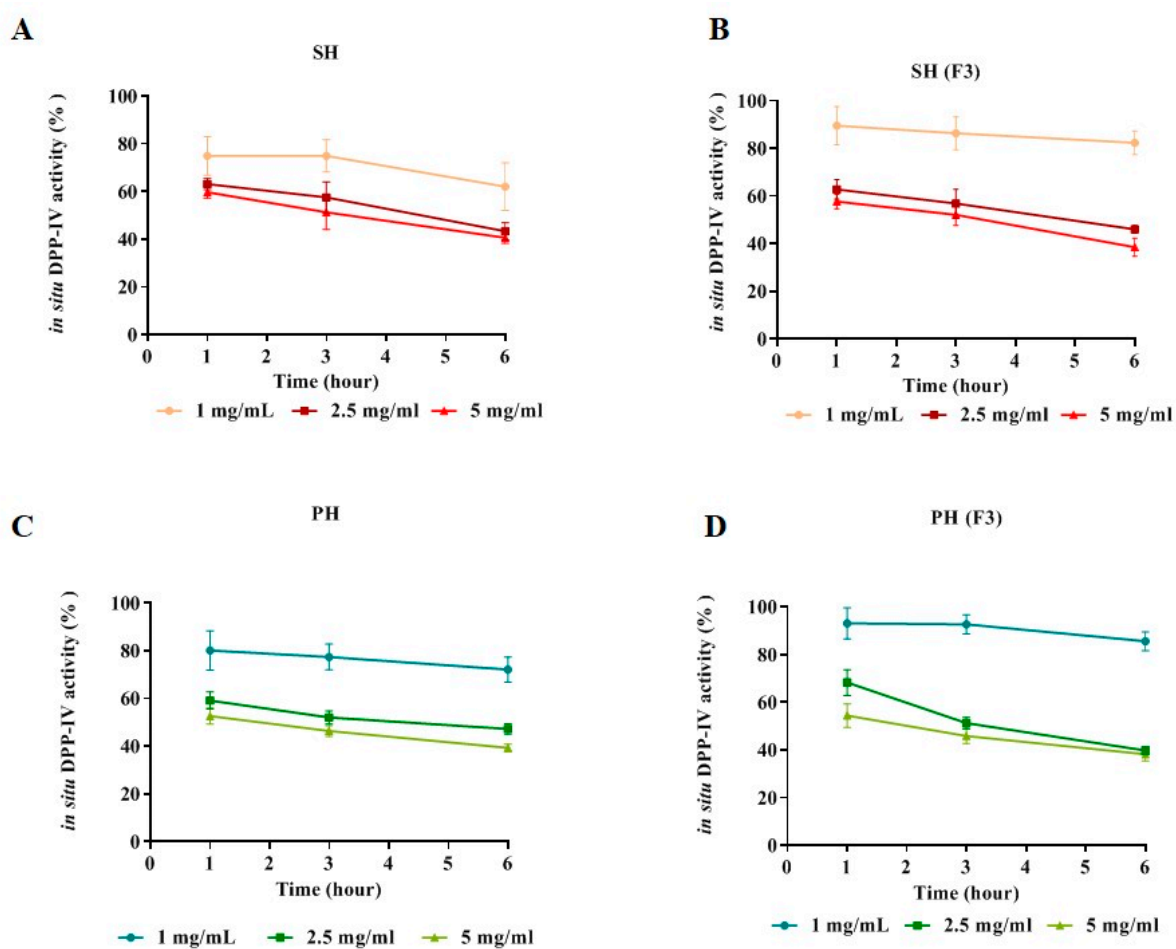 A
SH
in situ DPP-IV activity (% )
100
80
60
40
20
0
0 1 2 3 4 5 6
Time (hour)
1 mg/mL 2.5 mg/ml 5 mg/ml
B
SH (F3)
in situ DPP-IV activity (% )
100
80
60
40
20
0
0 1 2 3 4 5 6
Time (hour)
1 mg/mL 2.5 mg/ml 5 mg/ml
C
PH
in situ DPP-IV activity (% )
100
80
60
40
20
0
0 1 2 3 4 5 6
Time (hour)
1 mg/mL 2.5 mg/ml 5 mg/ml
D
PH (F3)
in situ DPP-IV activity (% )
100
80
60
40
20
0
0 1 2 3 4 5 6
Time (hour)
1 mg/mL 2.5 mg/ml 5 mg/ml